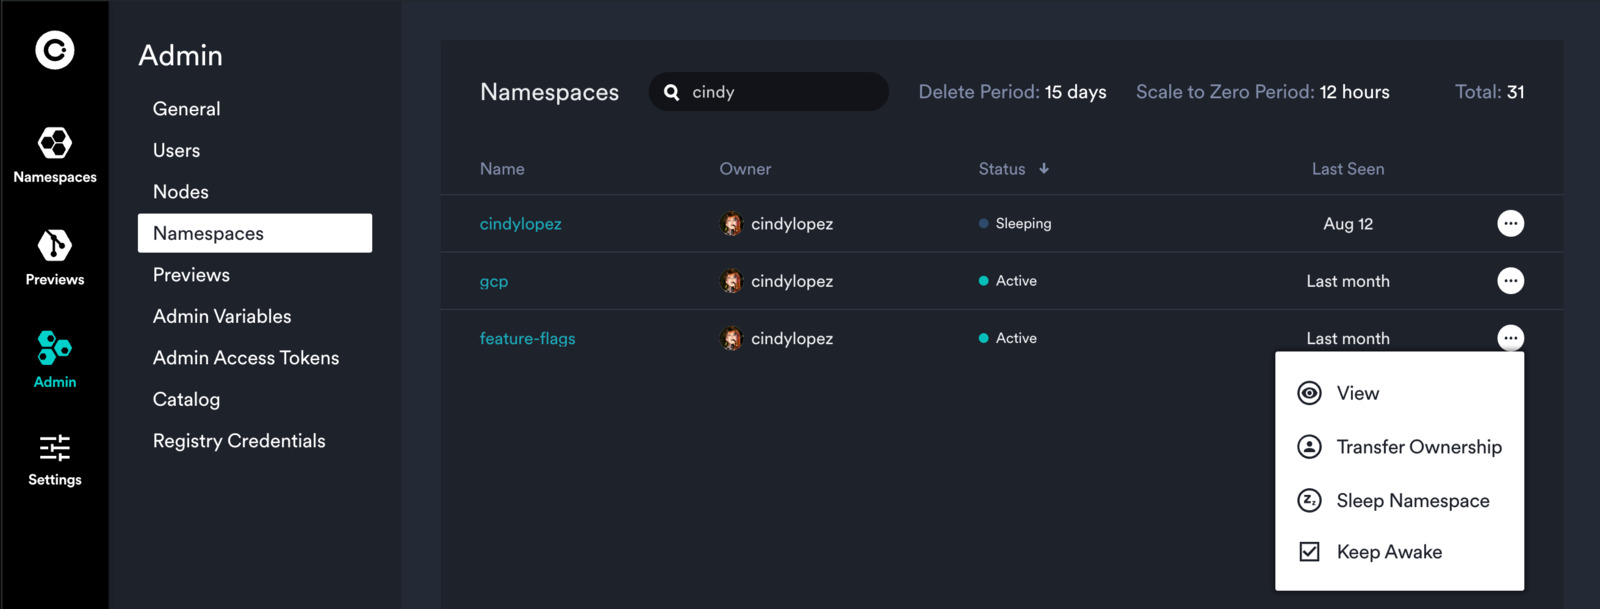 Namespaces
Previews
Admin
Settings
Admin
General
Users
Nodes
Namespaces
Previews
Admin Variables
Admin Access Tokens
Catalog
Registry Credentials
Namespaces cindy Delete Period: 15 days Scale to Zero Period: 12 hours Total: 31
Name Owner Status Last Seen
cindylopez cindylopez Sleeping Aug 12
gcp cindylopez Active Last month
feature-flags cindylopez Active Last month
View
Transfer Ownership
Sleep Namespace
Keep Awake